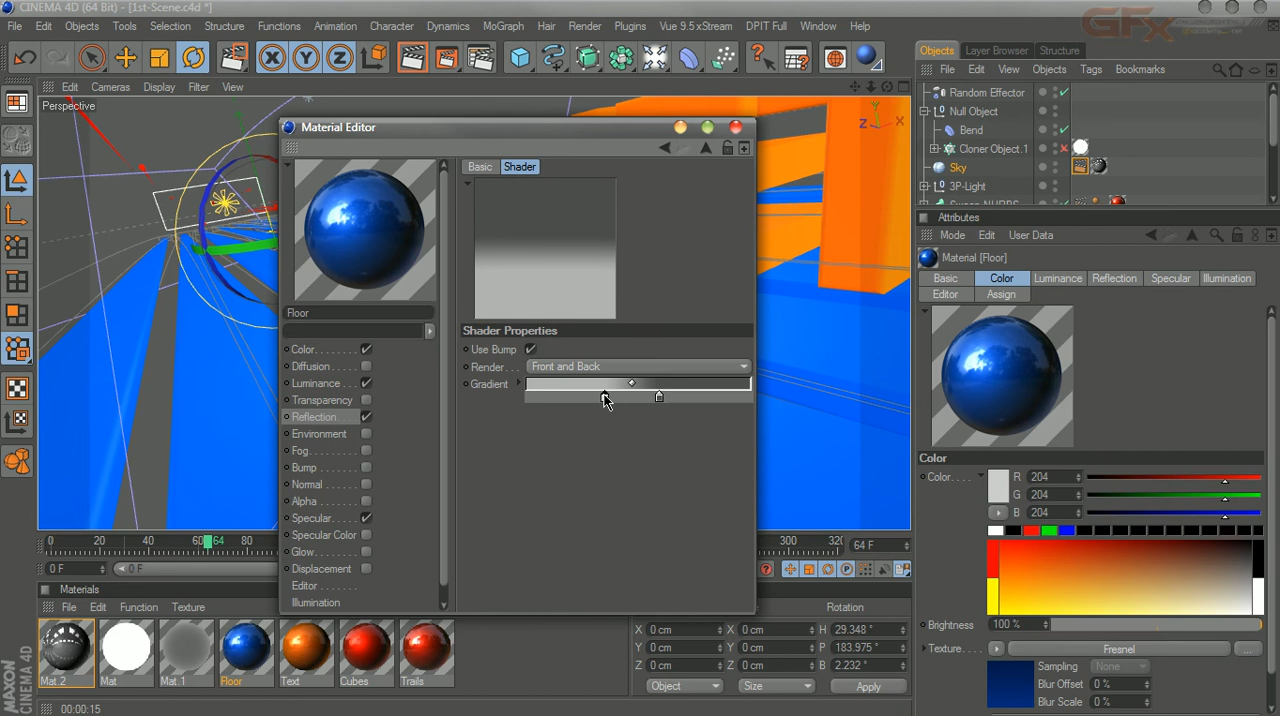 CINEMA 4D (64 Bit) - [1st-Scene.c4d *]
File Edit Objects Tools Selection Structure Functions Animation Character Dynamics MoGraph Hair Render Plugins Vue 9.5 xStream DPIT Full Window Help
GFx
X Y Z
Objects Layer Browser Structure
File Edit View Objects Tags Bookmarks
Edit Cameras Display Filter View
Perspective
Y
Z X
Random Effector
Null Object
Bend
Cloner Object.1
Sky
3P-Light
Material Editor
Basic Shader
Floor
Color
Diffusion
Luminance
Transparency
Reflection
Environment
Fog
Bump
Normal
Alpha
Specular
Specular Color
Glow
Displacement
Editor
Illumination
Shader Properties
Use Bump
Render Front and Back
Gradient
Attributes
Mode Edit User Data
Material [Floor]
Basic Color Luminance Reflection Specular Illumination
Editor Assign
Color
Color R 204
G 204
B 204
Brightness 100 %
Texture Fresnel ...
Sampling None
Blur Offset 0 %
Blur Scale 0 %
0 20 40 60 64 80 300 64 F
0 F 0 F
Materials
File Edit Function Texture
Mat.2 Mat Mat.1 Floor Text Cubes Trails
Rotation
X 0 cm X 0 cm H 29.348 °
Y 0 cm Y 0 cm P 183.975 °
Z 0 cm Z 0 cm B 2.232 °
Object Size Apply
MAXON
CINEMA 4D
00:00:15